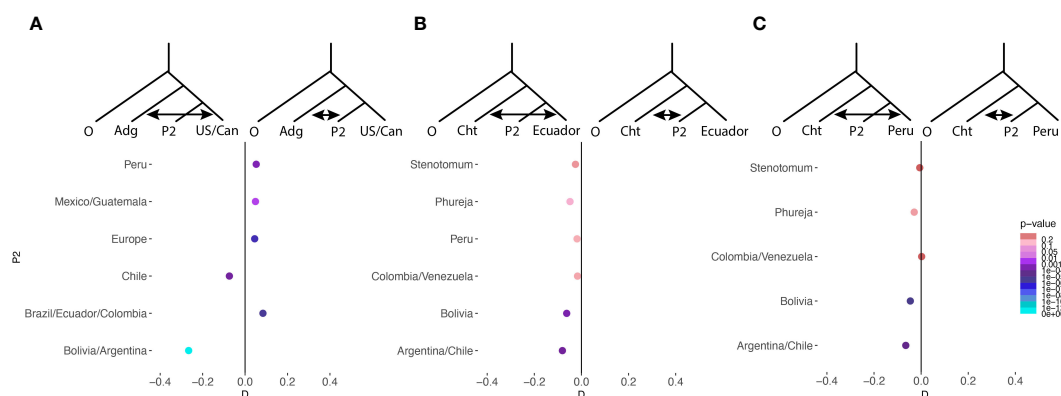 A
B
C
O Adg P2 US/Can
O Adg P2 US/Can
O Cht P2 Ecuador
O Cht P2 Ecuador
O Cht P2 Peru
O Cht P2 Peru
P2
Peru
Mexico/Guatemala
Europe
Chile
Brazil/Ecuador/Colombia
Bolivia/Argentina
−0.4 −0.2 0.0 0.2 0.4
D
Stenotomum
Phureja
Peru
Colombia/Venezuela
Bolivia
Argentina/Chile
−0.4 −0.2 0.0 0.2 0.4
D
Stenotomum
Phureja
Colombia/Venezuela
Bolivia
Argentina/Chile
−0.4 −0.2 0.0 0.2 0.4
D
p−value
0.2
0.1
0.05
0.01
0.001